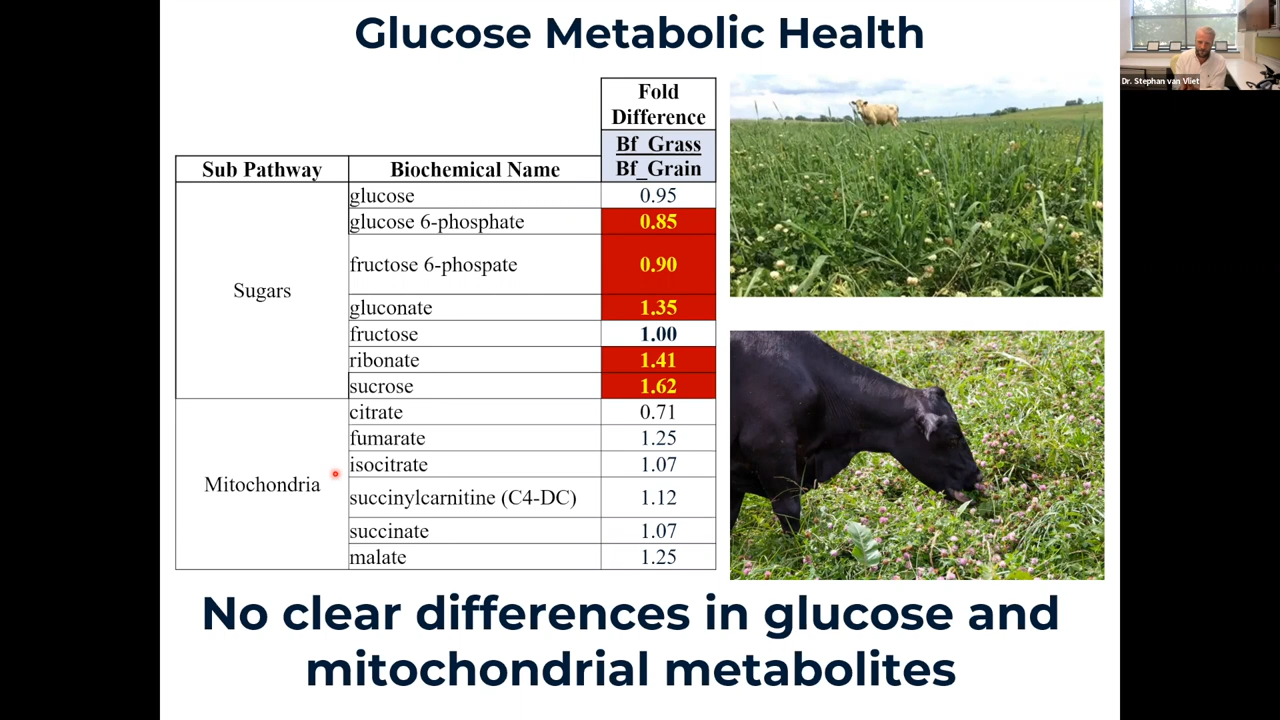 Glucose Metabolic Health
Dr. Stephan van Vliet
Fold
Difference
Bf_Grass
Sub Pathway Biochemical Name Bf_Grain
glucose 0.95
glucose 6-phosphate 0.85
fructose 6-phospate 0.90
Sugars
gluconate 1.35
fructose 1.00
ribonate 1.41
sucrose 1.62
citrate 0.71
fumarate 1.25
isocitrate 1.07
Mitochondria
succinylcarnitine (C4-DC) 1.12
succinate 1.07
malate 1.25
No clear differences in glucose and
mitochondrial metabolites